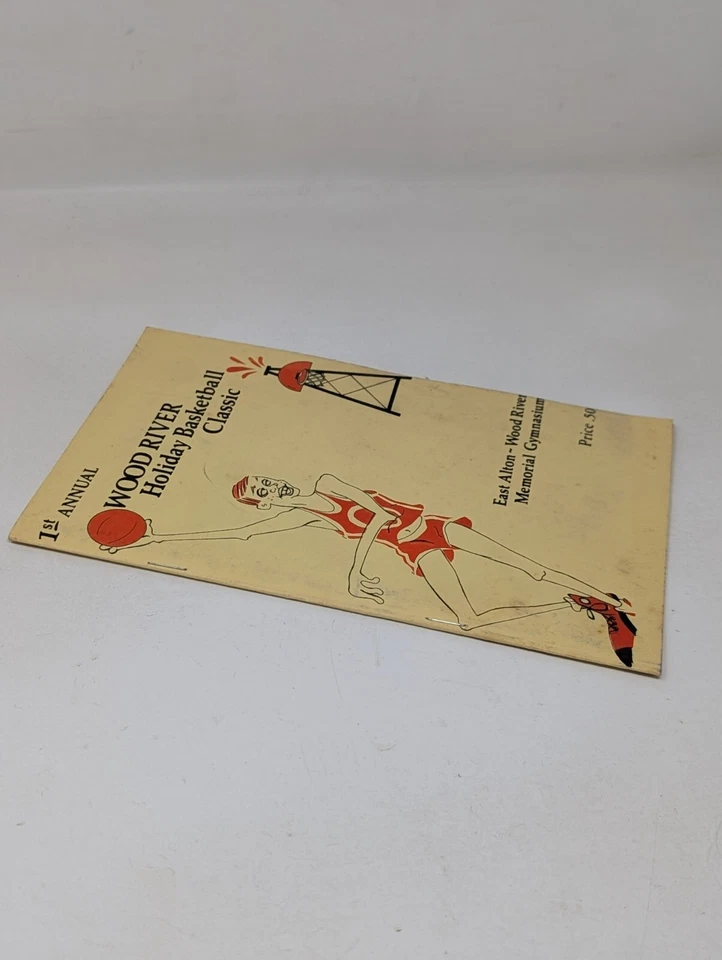 1st ANNUAL
WOOD RIVER
Holiday Basketball
Classic
East Alton - Wood River
Memorial Gymnasium
Price 50